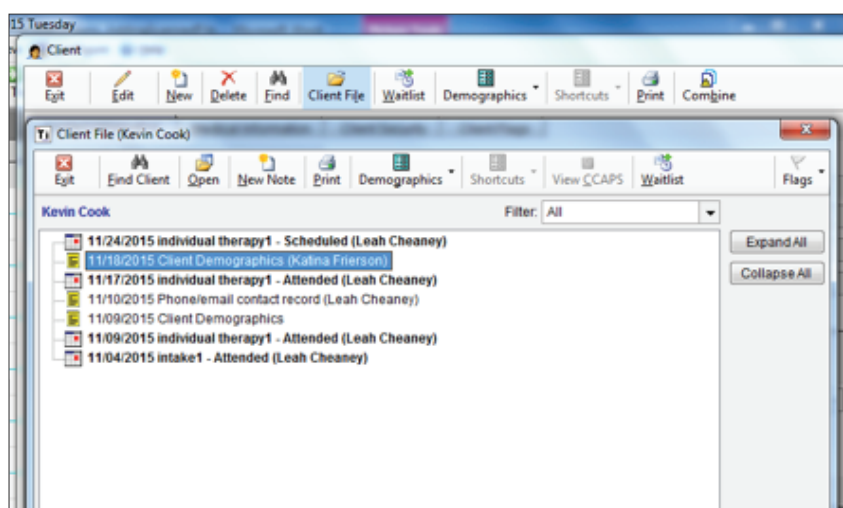 15 Tuesday
Client
Exit Edit New Delete Find Client File Waitlist Demographics Shortcuts Print Combine
Client File (Kevin Cook)
Exit Find Client Open New Note Print Demographics Shortcuts View CCAPS Waitlist Flags
Kevin Cook Filter: All
11/24/2015 individual therapy1 - Scheduled (Leah Cheaney)
Expand All
11/18/2015 Client Demographics (Katina Frierson)
11/17/2015 individual therapy1 - Attended (Leah Cheaney)
Collapse All
11/10/2015 Phone/email contact record (Leah Cheaney)
11/09/2015 Client Demographics
11/09/2015 individual therapy1 - Attended (Leah Cheaney)
11/04/2015 intake1 - Attended (Leah Cheaney)